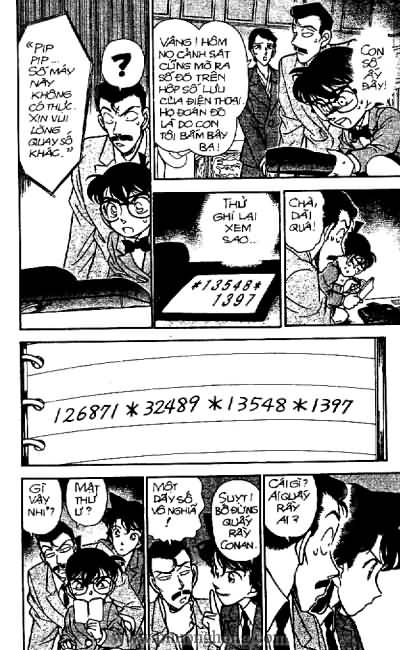 "PIP
PIP...
SỐ MÁY
NÀY
KHÔNG
CÓ THỰC.
XIN VUI
LÒNG
QUAY SỐ
KHÁC."
?
VÂNG! HÔM
NỌ CẢNH SÁT
CŨNG MÒ RA
SỐ ĐÓ TRÊN
HỘP SỐ LƯU
CỦA ĐIỆN THOẠI.
HỌ ĐOÁN ĐÓ
LÀ DO CON
TÔI BẤM BẬY
BẠ!
CON
SỐ
ẤY
ĐÂY!
THỬ
GHI LẠI
XEM
SAO...
*13548*
1397
CHÀ,
DÀI
QUÁ!
126871*32489*13548*1397
GÌ
VẬY
NHỈ?
MẬT
THƯ
Ư?
MỘT
DÃY SỐ
VÔ NGHĨA
!
SUỴT!
BỐ ĐỪNG
QUẤY
RẦY
CONAN.
CÁI GÌ?
AI QUẤY
RẦY
AI?